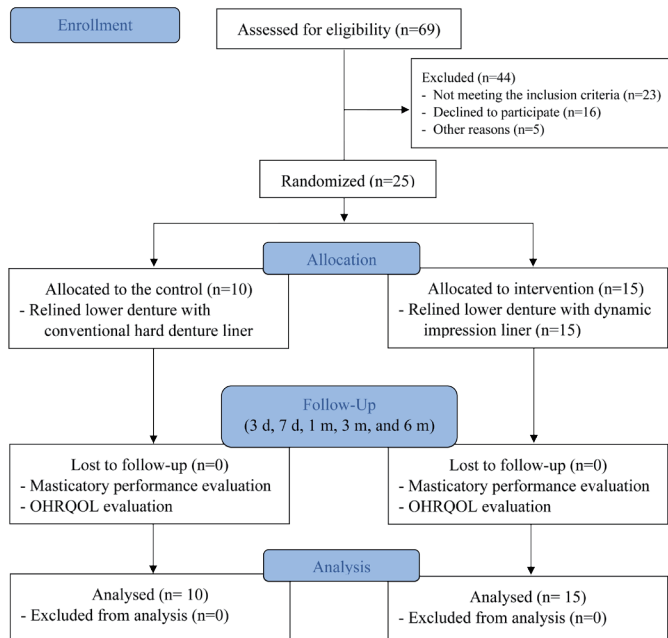 Enrollment
Assessed for eligibility (n=69)
Excluded (n=44)
- Not meeting the inclusion criteria (n=23)
- Declined to participate (n=16)
- Other reasons (n=5)
Randomized (n=25)
Allocation
Allocated to the control (n=10)
- Relined lower denture with
conventional hard denture liner
Allocated to intervention (n=15)
- Relined lower denture with dynamic
impression liner (n=15)
Follow-Up
(3 d, 7 d, 1 m, 3 m, and 6 m)
Lost to follow-up (n=0)
- Masticatory performance evaluation
- OHRQOL evaluation
Lost to follow-up (n=0)
- Masticatory performance evaluation
- OHRQOL evaluation
Analysis
Analysed (n= 10)
- Excluded from analysis (n=0)
Analysed (n= 15)
- Excluded from analysis (n=0)